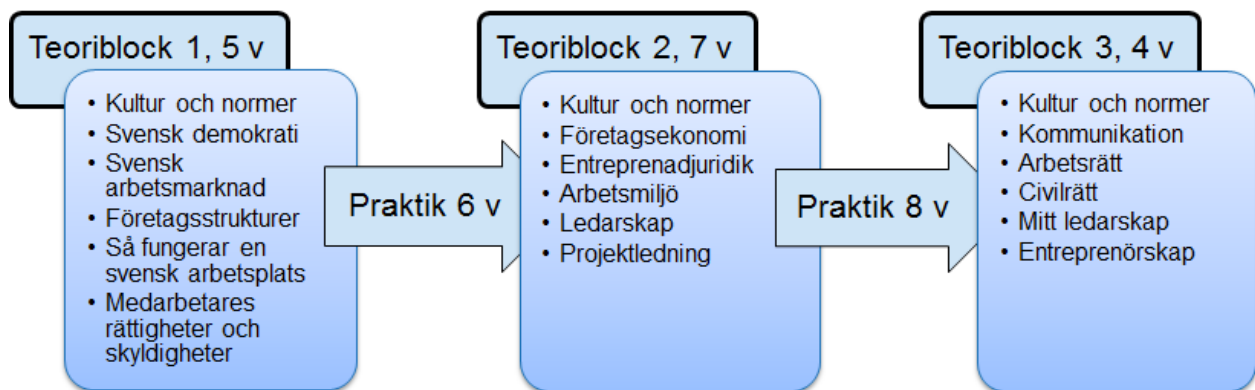 Teoriblock 1, 5 v
• Kultur och normer
• Svensk demokrati
• Svensk
arbetsmarknad
• Företagsstrukturer
• Så fungerar en
svensk arbetsplats
• Medarbetares
rättigheter och
skyldigheter
Praktik 6 v
Teoriblock 2, 7 v
• Kultur och normer
• Företagsekonomi
• Entreprenadjuridik
• Arbetsmiljö
• Ledarskap
• Projektledning
Praktik 8 v
Teoriblock 3, 4 v
• Kultur och normer
• Kommunikation
• Arbetsrätt
• Civilrätt
• Mitt ledarskap
• Entreprenörskap